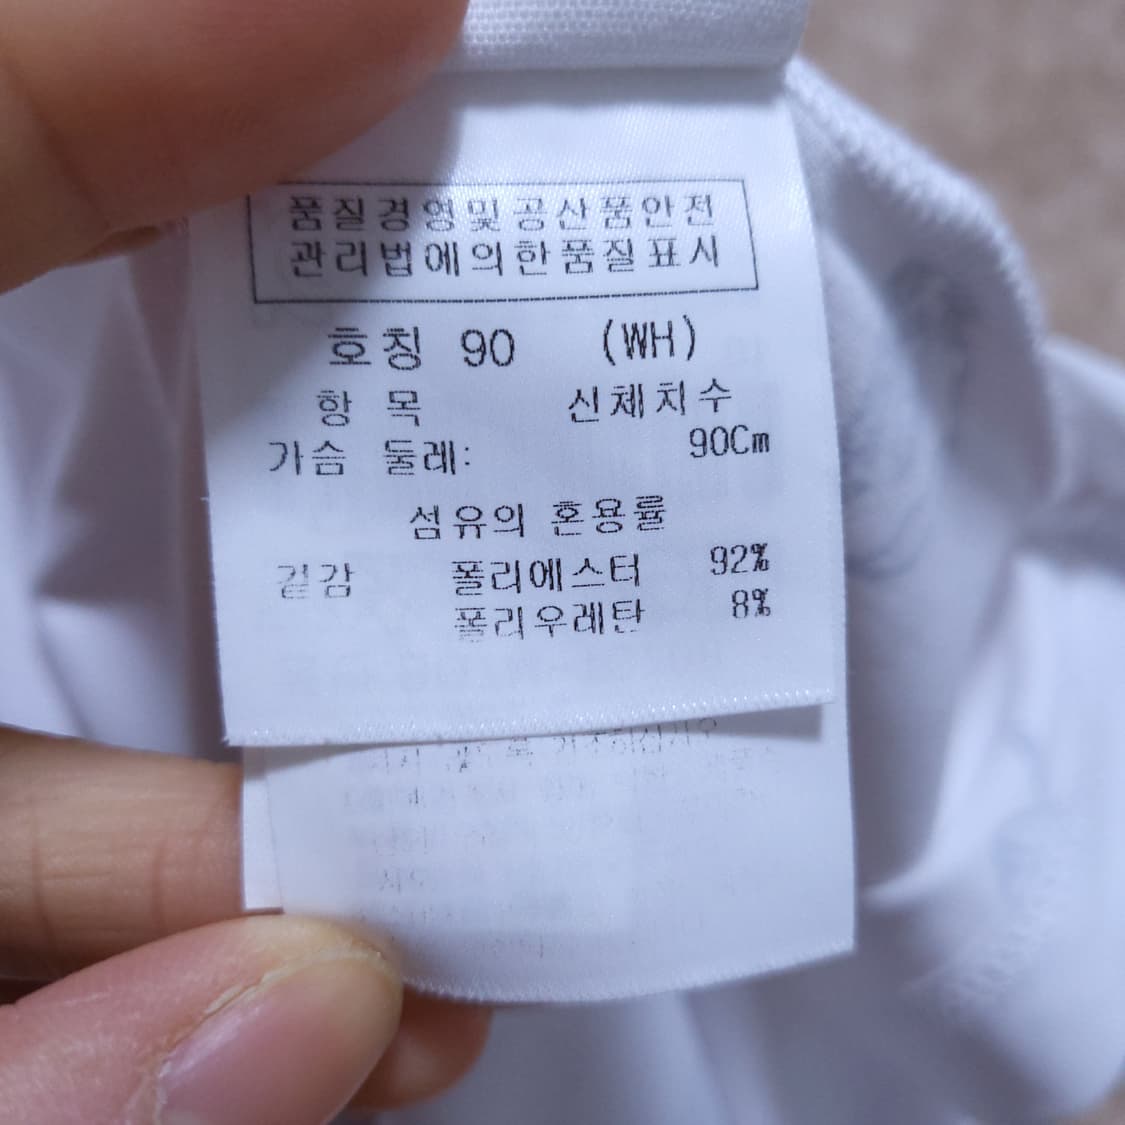 품질경영및공산품안전
관리법에의한품질표시
호칭 90 (WH)
항 목 신체치수
가슴 둘레: 90Cm
섬유의 혼용률
겉감 폴리에스터 92%
폴리우레탄 8%